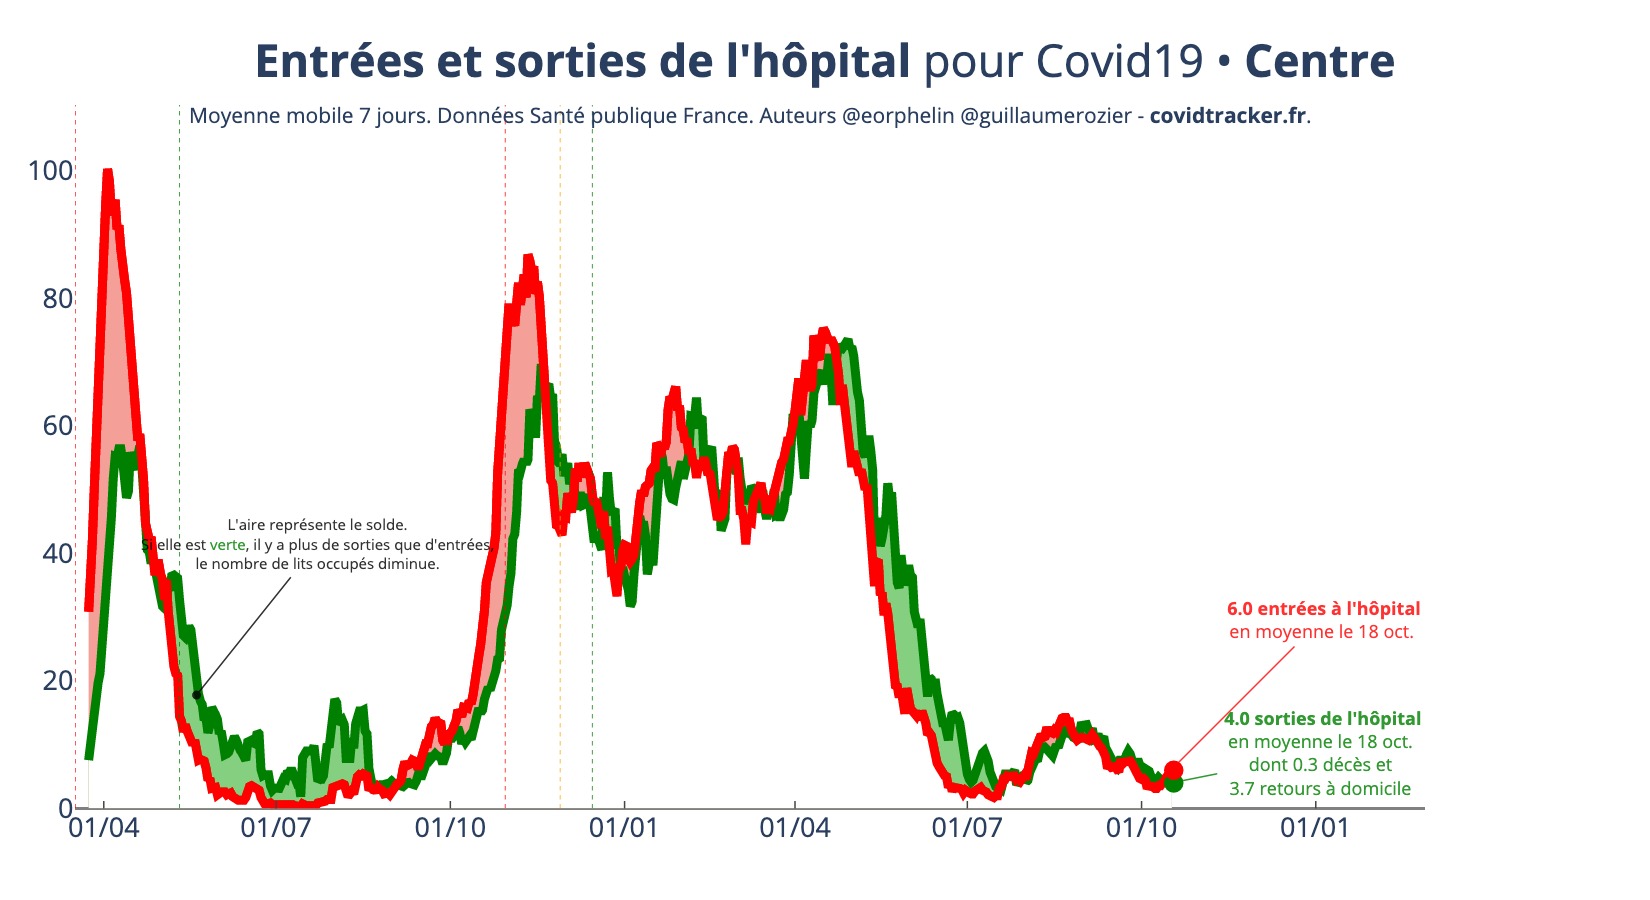 Entrées et sorties de l'hôpital pour Covid19 • Centre
Moyenne mobile 7 jours. Données Santé publique France. Auteurs @eorphelin @guillaumerozier - covidtracker.fr.
100
80
60
40
20
0
L'aire représente le solde.
Si elle est verte, il y a plus de sorties que d'entrées,
le nombre de lits occupés diminue.
6.0 entrées à l'hôpital
en moyenne le 18 oct.
4.0 sorties de l'hôpital
en moyenne le 18 oct.
dont 0.3 décès et
3.7 retours à domicile
01/04 01/07 01/10 01/01 01/04 01/07 01/10 01/01